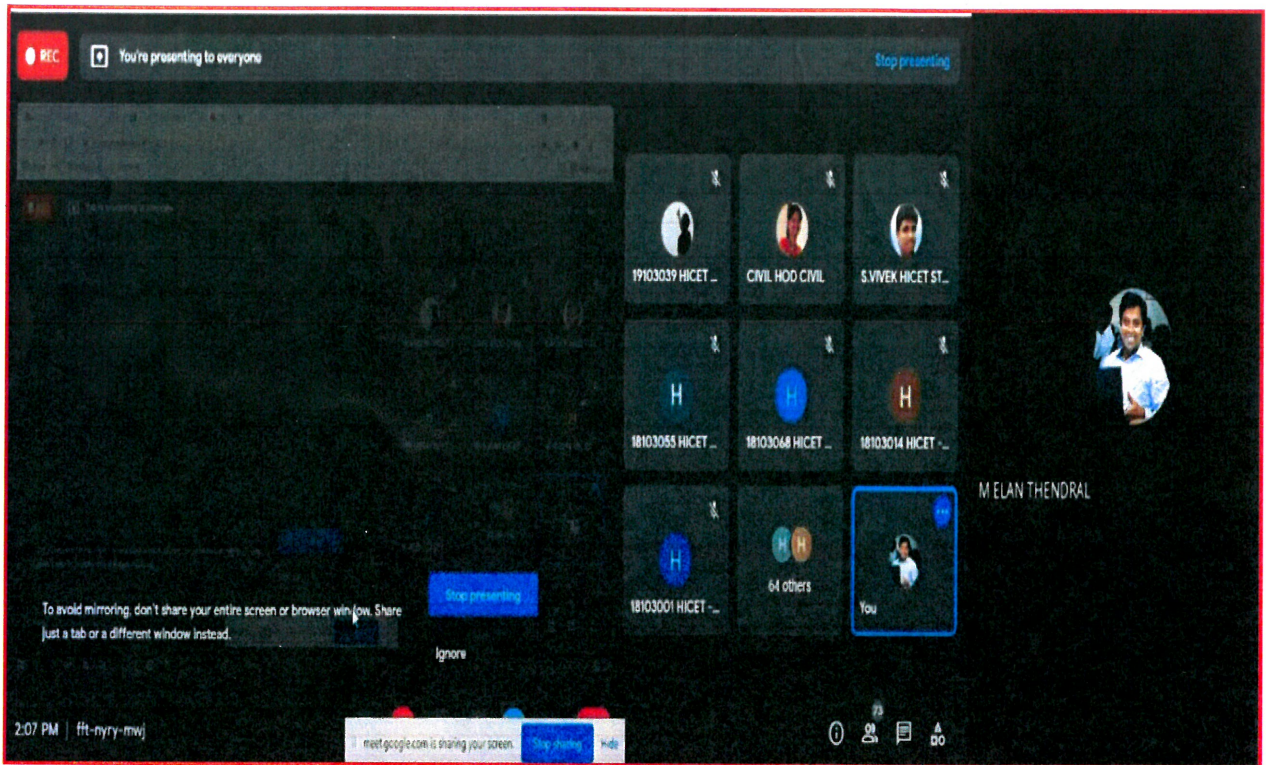 REC
You're presenting to everyone
Stop presenting
19103039 HICET ...
CIVIL HOD CIVIL
S.VIVEK HICET ST...
18103055 HICET ...
18103068 HICET ...
18103014 HICET -...
M ELAN THENDRAL
18103001 HICET -...
64 others
You
To avoid mirroring, don't share your entire screen or browser window. Share
just a tab or a different window instead.
Stop presenting
Ignore
2:07 PM | fft-nyry-mwj
meet.google.com is sharing your screen.
Stop sharing
Hide
73
H
H
H
H
H
H